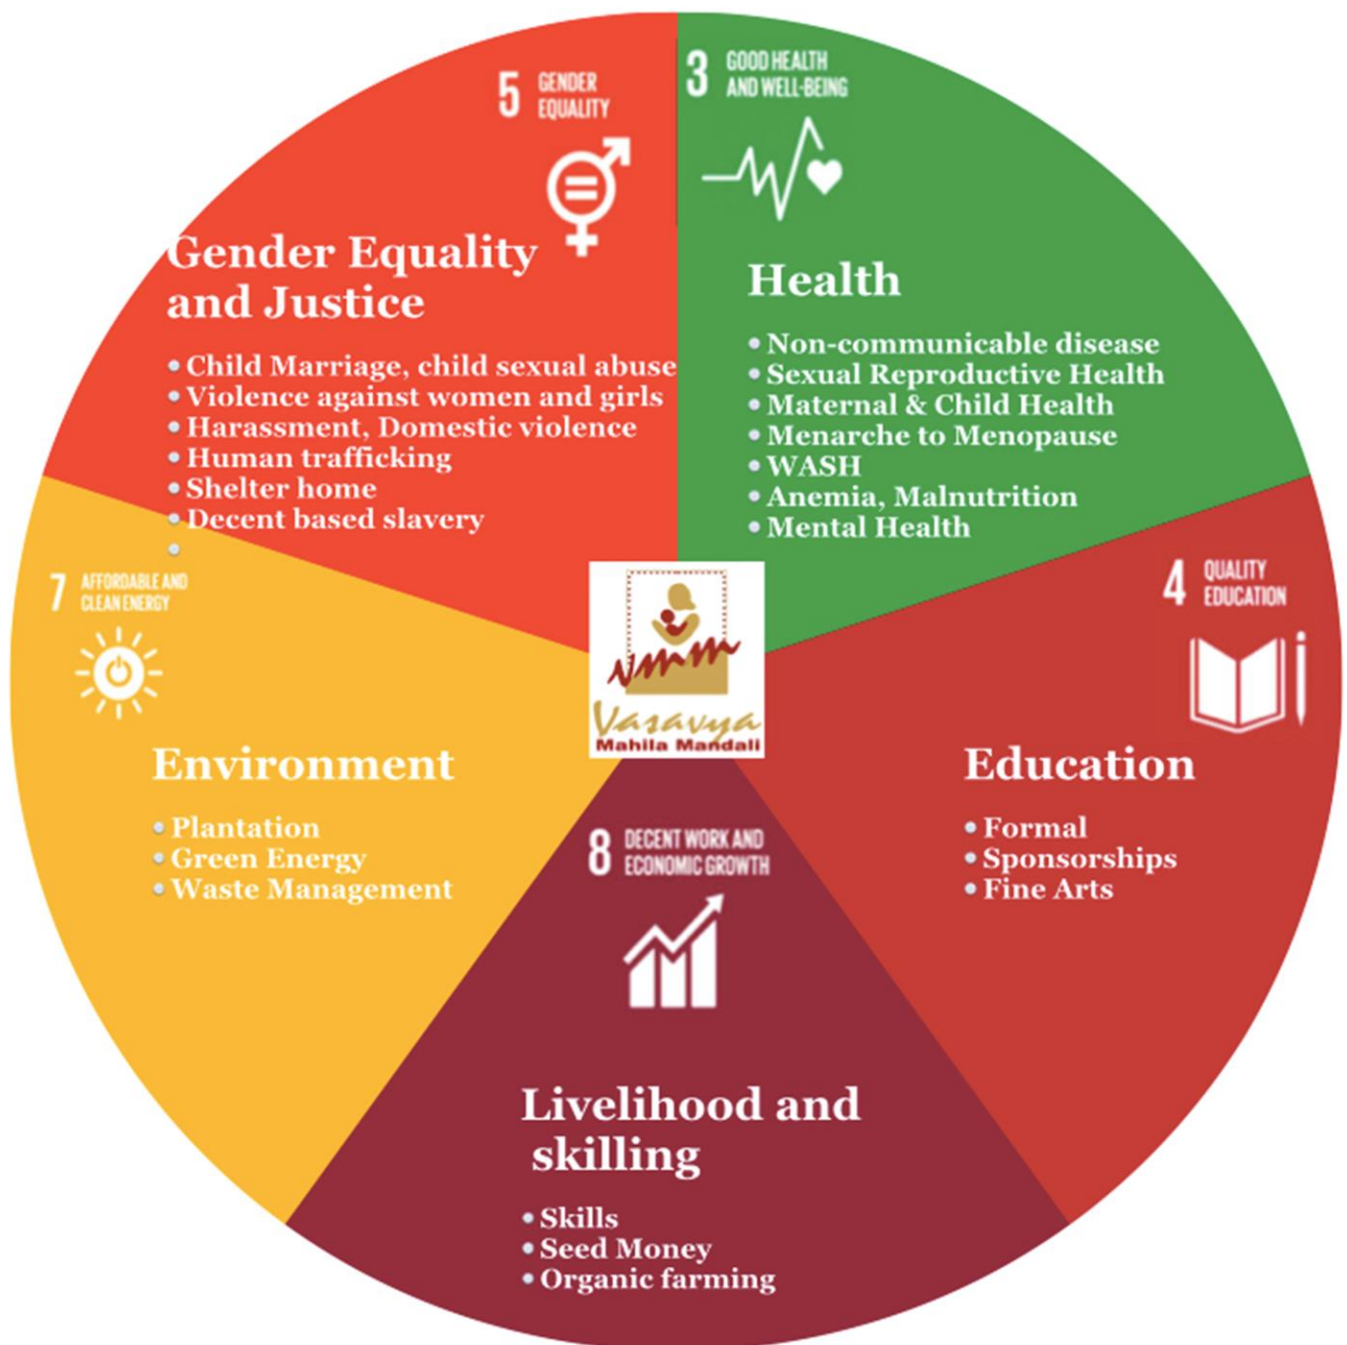 5 GENDER
EQUALITY
Gender Equality
and Justice
• Child Marriage, child sexual abuse
• Violence against women and girls
• Harassment, Domestic violence
• Human trafficking
• Shelter home
• Decent based slavery
•
3 GOOD HEALTH
AND WELL-BEING
Health
• Non-communicable disease
• Sexual Reproductive Health
• Maternal & Child Health
• Menarche to Menopause
• WASH
• Anemia, Malnutrition
• Mental Health
7 AFFORDABLE AND
CLEAN ENERGY
Environment
• Plantation
• Green Energy
• Waste Management
vmm
Vasavya
Mahila Mandali
4 QUALITY
EDUCATION
Education
• Formal
• Sponsorships
• Fine Arts
8 DECENT WORK AND
ECONOMIC GROWTH
Livelihood and
skilling
• Skills
• Seed Money
• Organic farming